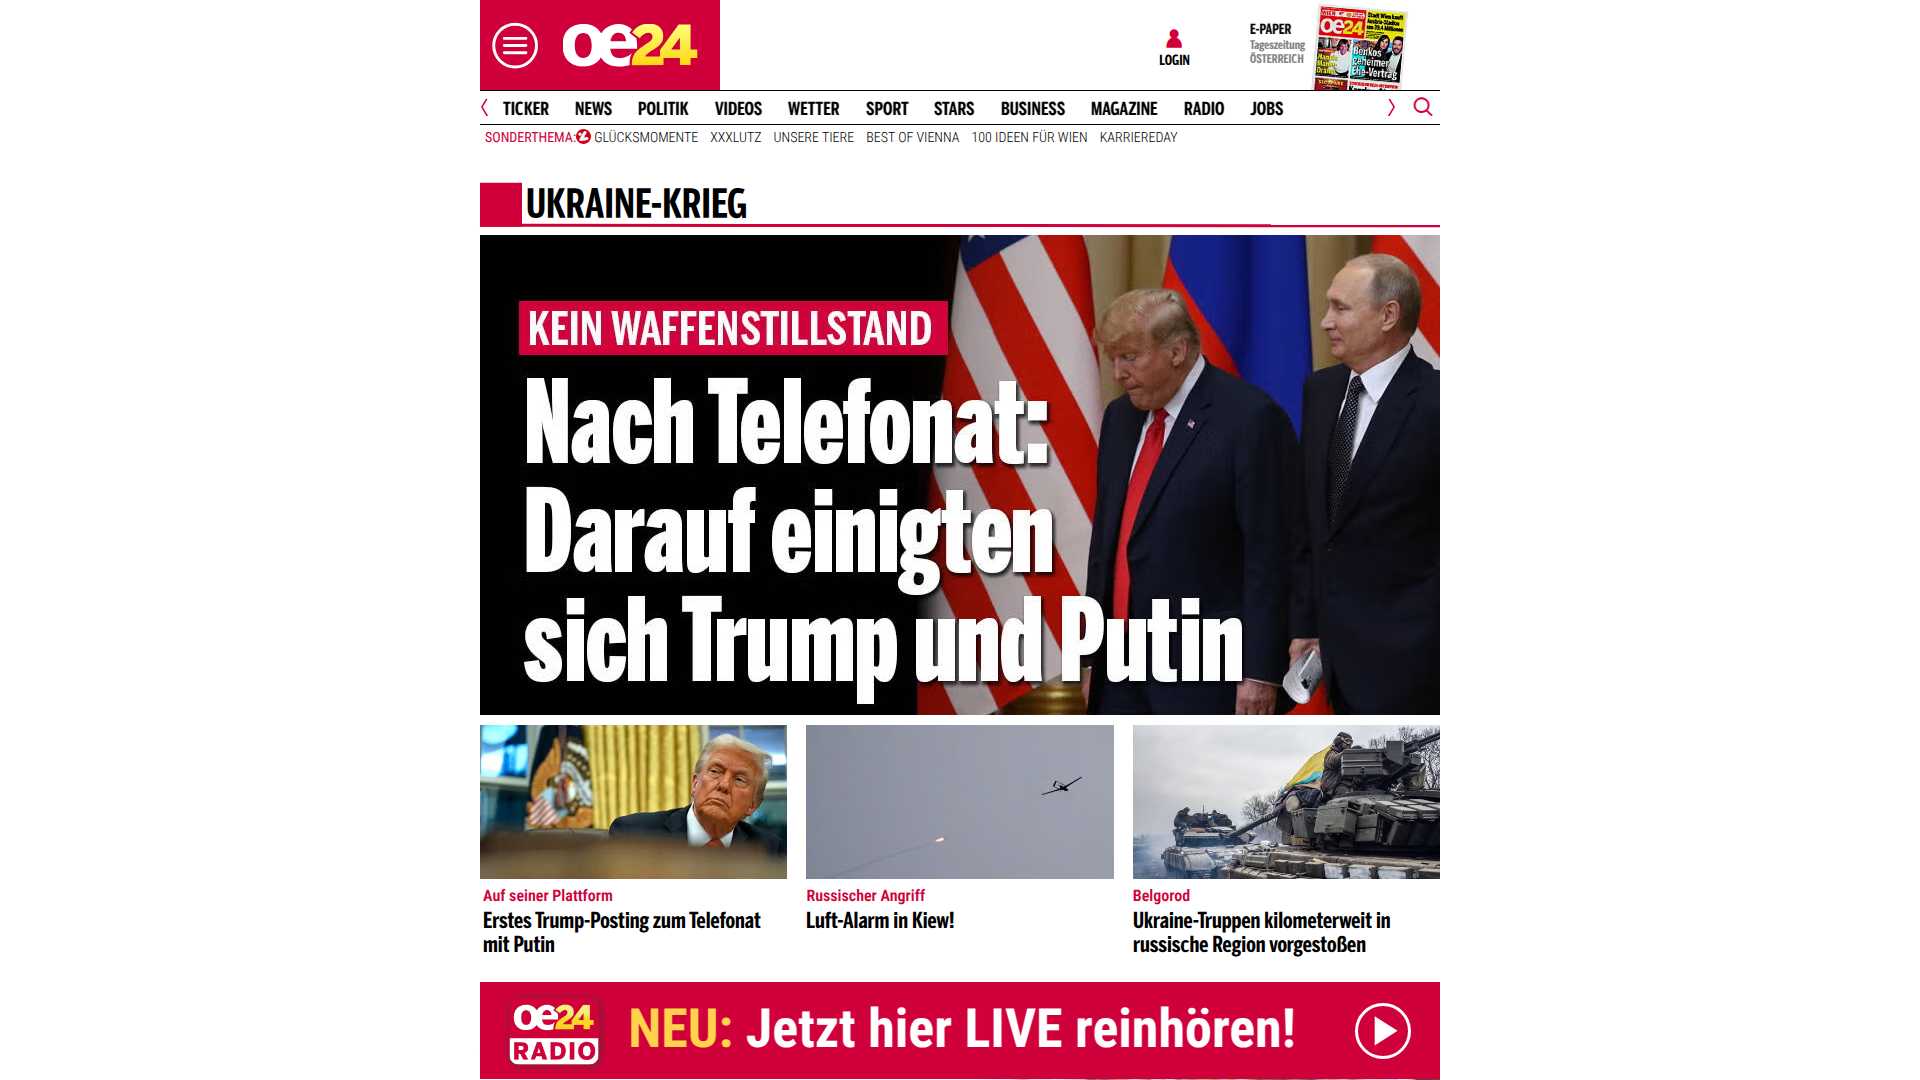 oe24
LOGIN
E-PAPER
Tageszeitung
ÖSTERREICH
oe24
Benkos
geheimer
Ehe-Vertrag
TICKER NEWS POLITIK VIDEOS WETTER SPORT STARS BUSINESS MAGAZINE RADIO JOBS
SONDERTHEMA: GLÜCKSMOMENTE XXXLUTZ UNSERE TIERE BEST OF VIENNA 100 IDEEN FÜR WIEN KARRIEREDAY
UKRAINE-KRIEG
KEIN WAFFENSTILLSTAND
Nach Telefonat:
Darauf einigten
sich Trump und Putin
Auf seiner Plattform
Erstes Trump-Posting zum Telefonat
mit Putin
Russischer Angriff
Luft-Alarm in Kiew!
Belgorod
Ukraine-Truppen kilometerweit in
russische Region vorgestoßen
oe24
RADIO
NEU: Jetzt hier LIVE reinhören!